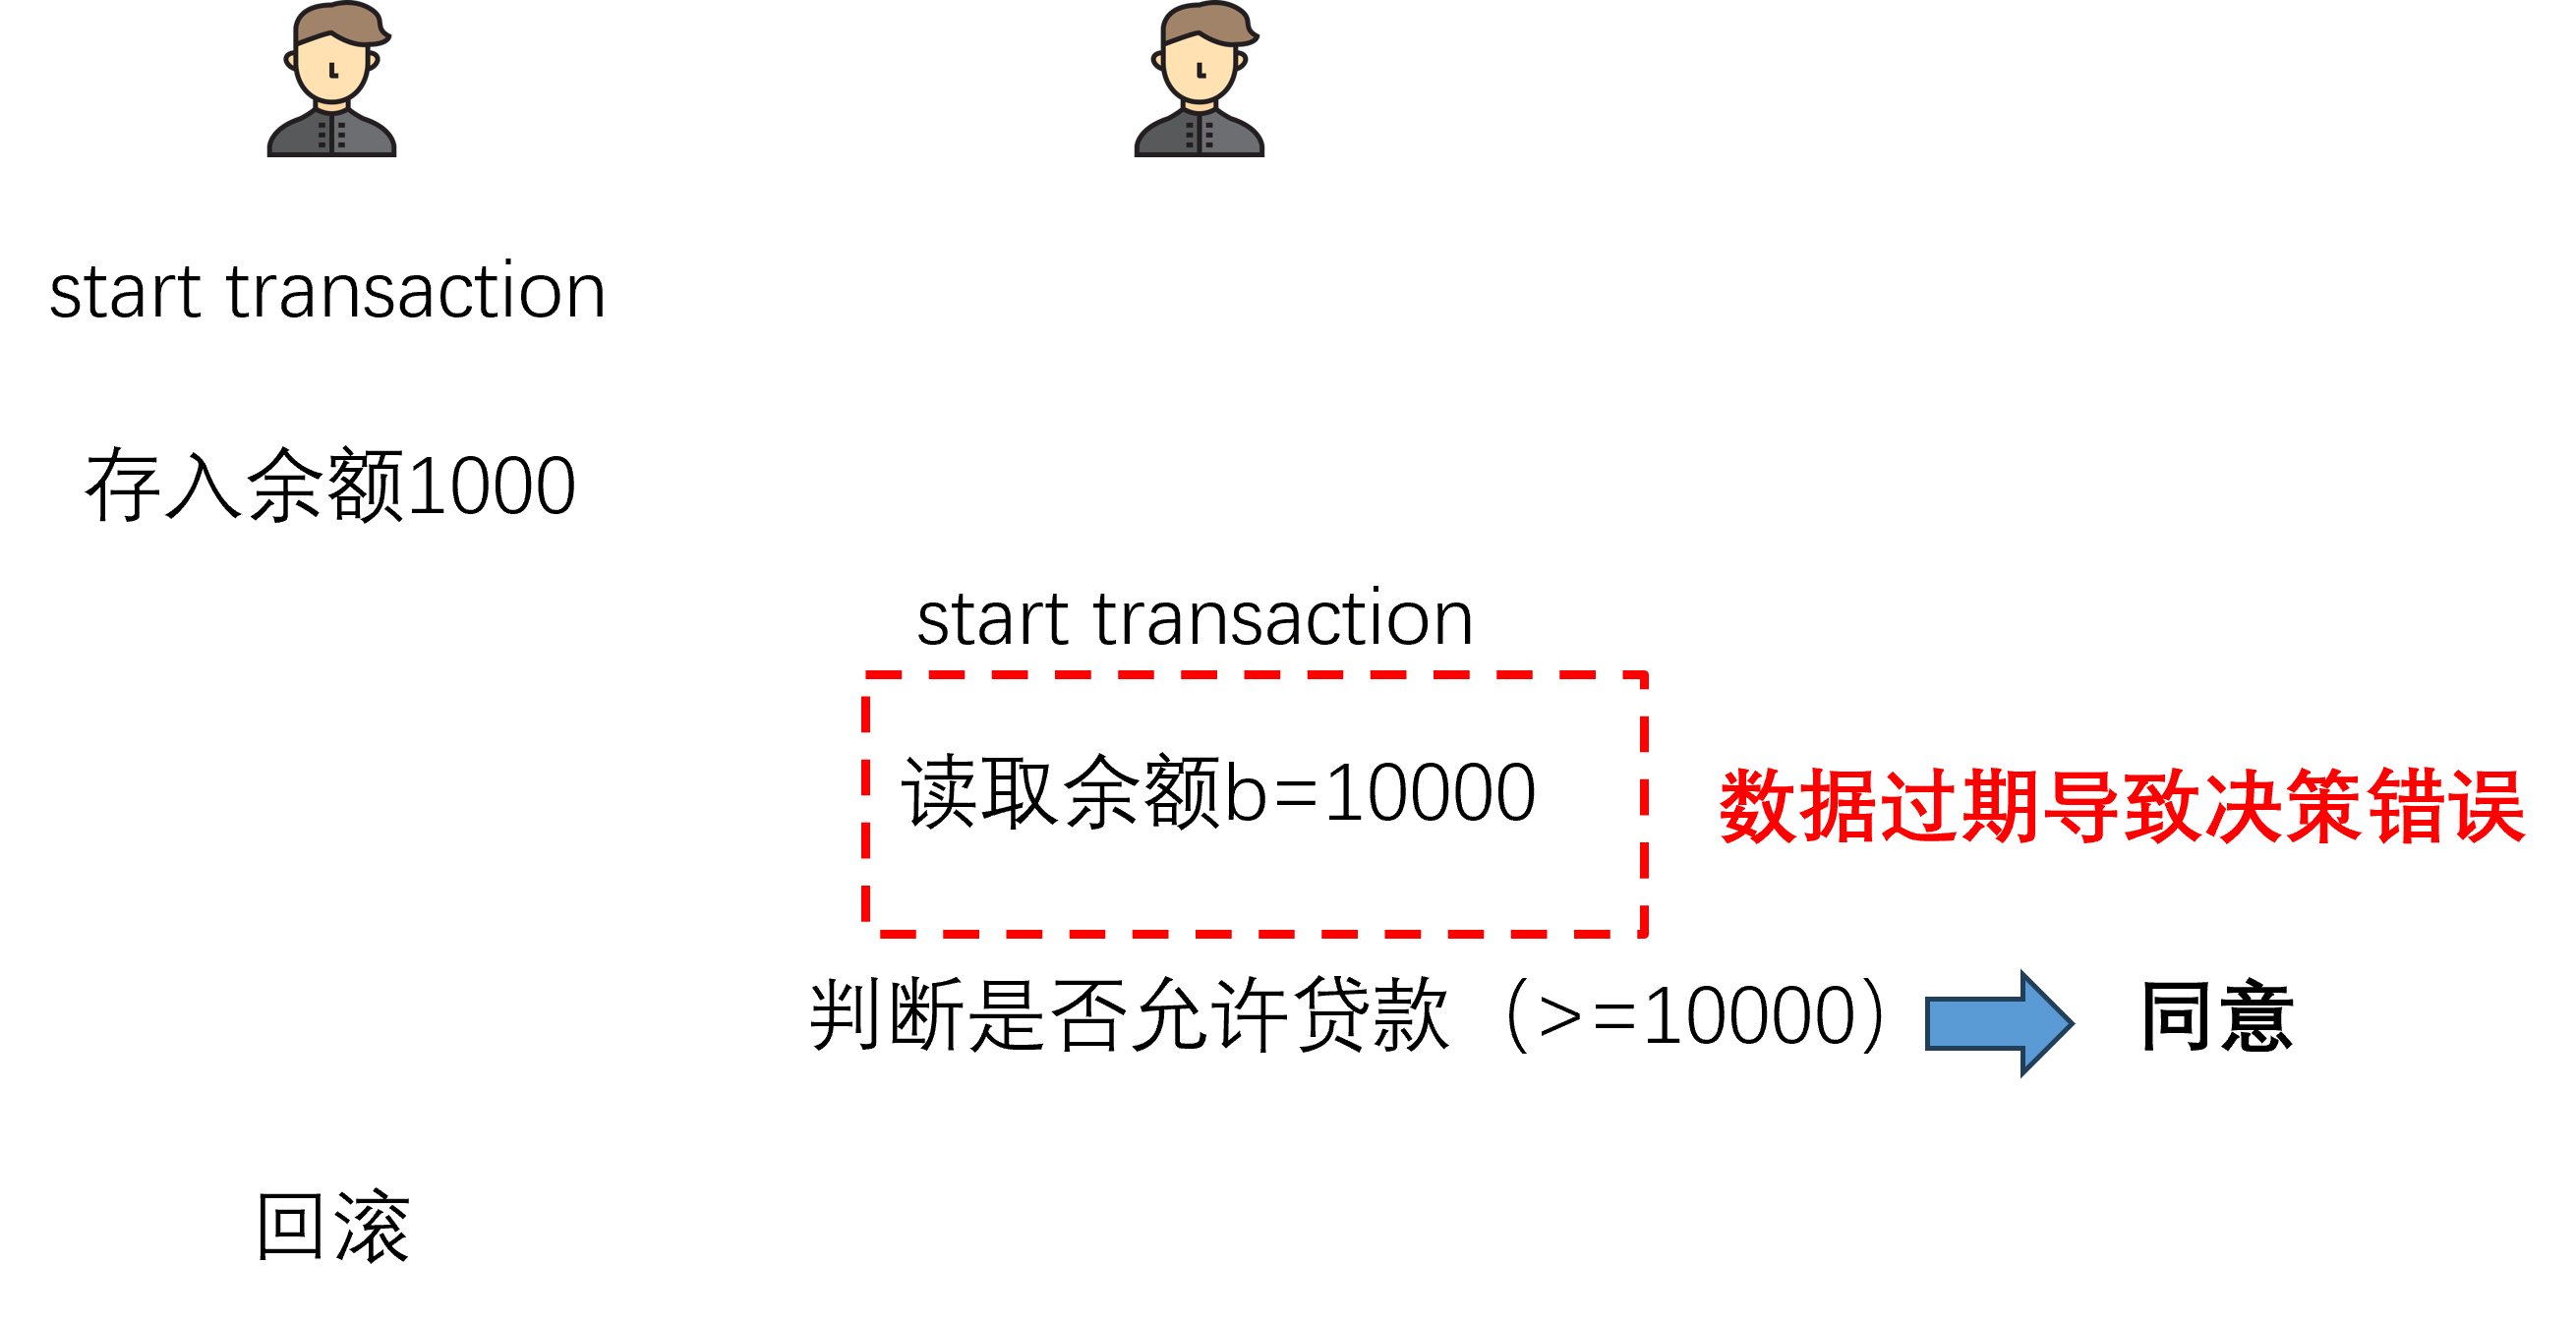 start transaction
存入余额1000
start transaction
读取余额b=10000
数据过期导致决策错误
判断是否允许贷款（>=10000）
同意
回滚